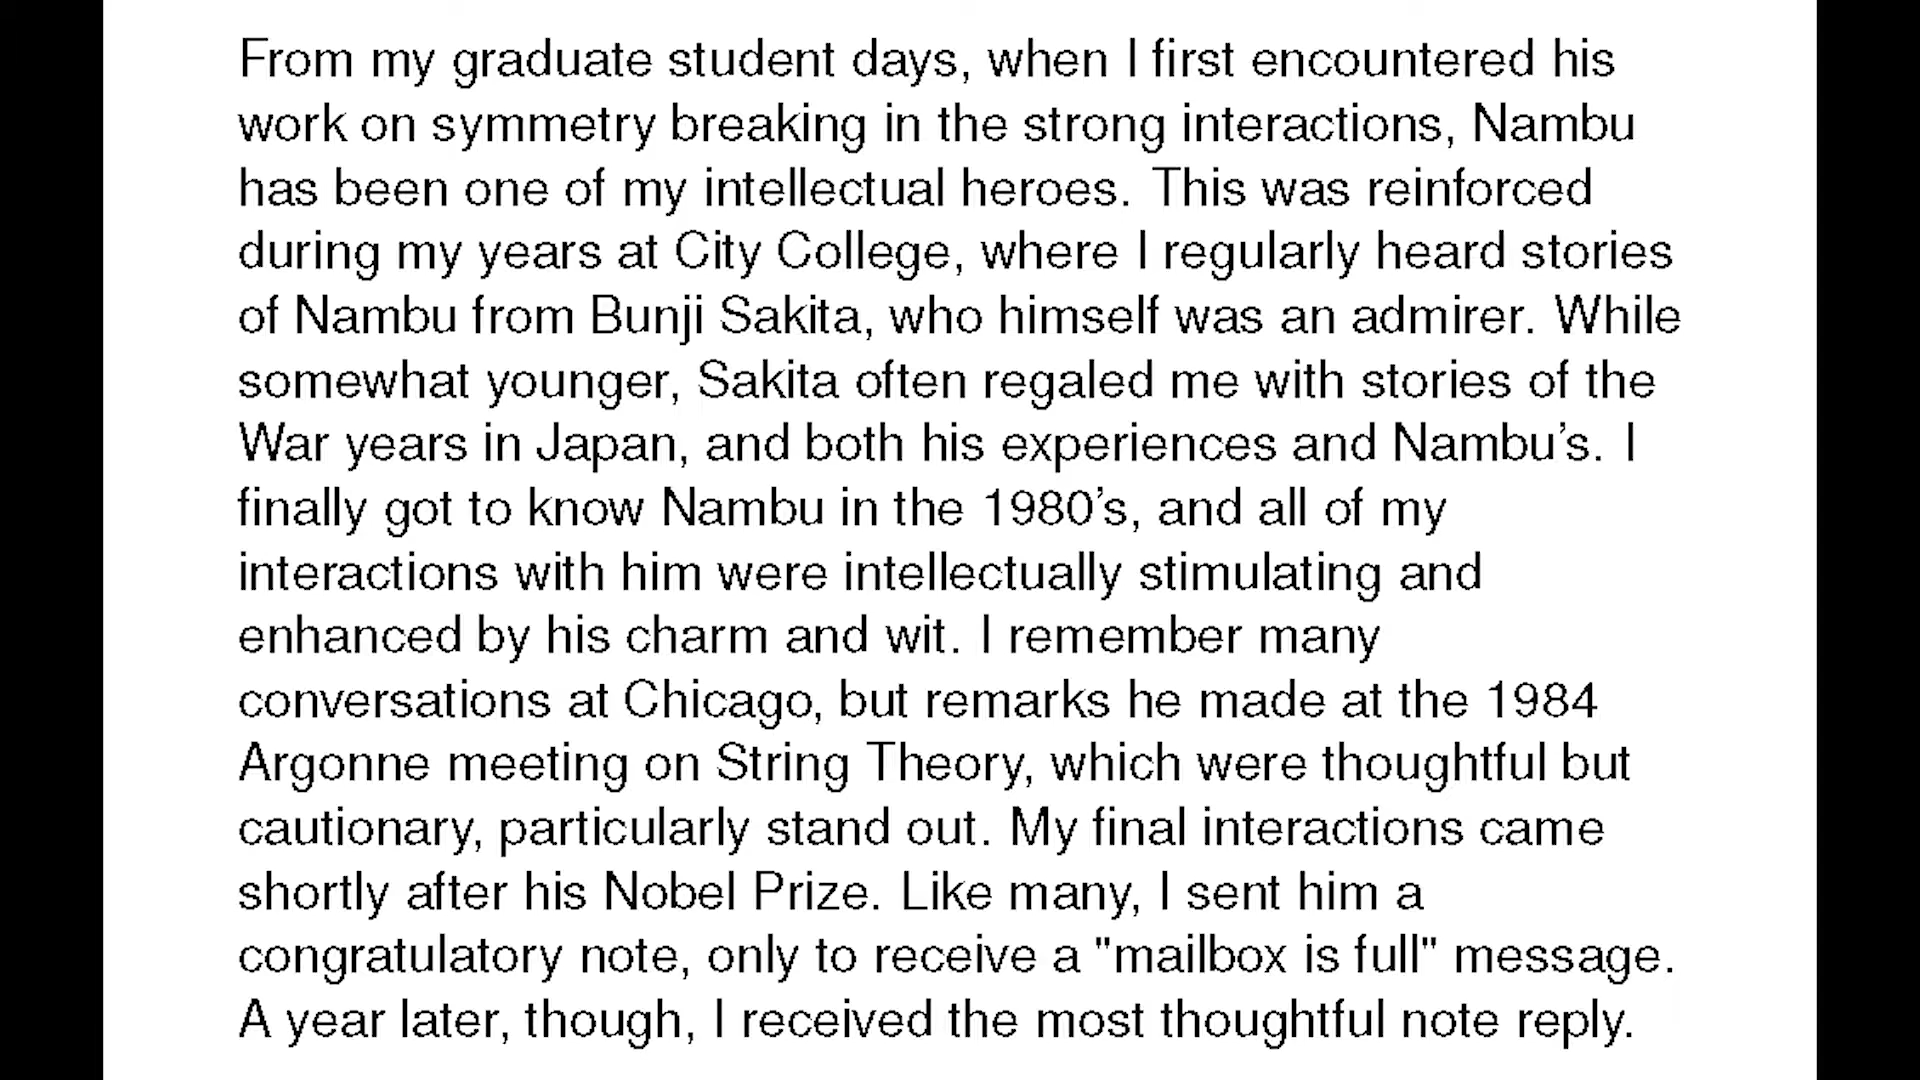 From my graduate student days, when I first encountered his
work on symmetry breaking in the strong interactions, Nambu
has been one of my intellectual heroes. This was reinforced
during my years at City College, where I regularly heard stories
of Nambu from Bunji Sakita, who himself was an admirer. While
somewhat younger, Sakita often regaled me with stories of the
War years in Japan, and both his experiences and Nambu's. I
finally got to know Nambu in the 1980's, and all of my
interactions with him were intellectually stimulating and
enhanced by his charm and wit. I remember many
conversations at Chicago, but remarks he made at the 1984
Argonne meeting on String Theory, which were thoughtful but
cautionary, particularly stand out. My final interactions came
shortly after his Nobel Prize. Like many, I sent him a
congratulatory note, only to receive a "mailbox is full" message.
A year later, though, I received the most thoughtful note reply.